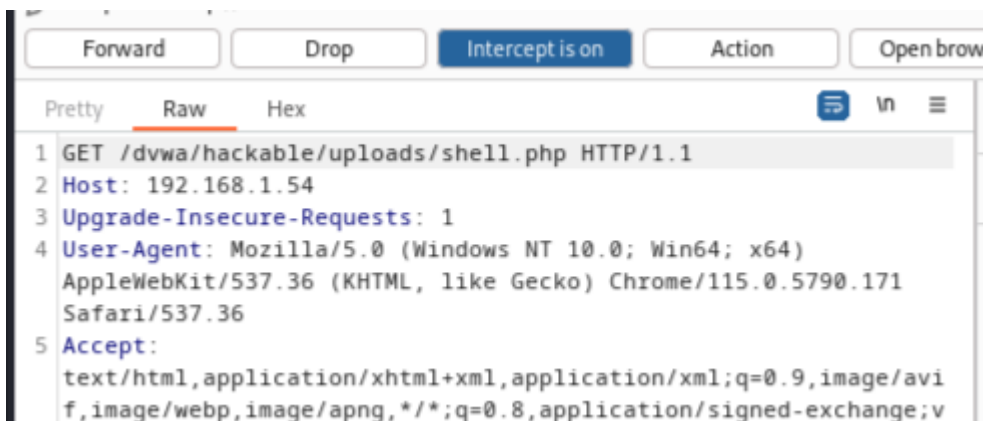 Forward Drop Intercept is on Action Open brow
Pretty Raw Hex \n
1 GET /dvwa/hackable/uploads/shell.php HTTP/1.1
2 Host: 192.168.1.54
3 Upgrade-Insecure-Requests: 1
4 User-Agent: Mozilla/5.0 (Windows NT 10.0; Win64; x64)
AppleWebKit/537.36 (KHTML, like Gecko) Chrome/115.0.5790.171
Safari/537.36
5 Accept:
text/html,application/xhtml+xml,application/xml;q=0.9,image/avi
f,image/webp,image/apng,*/*;q=0.8,application/signed-exchange;v